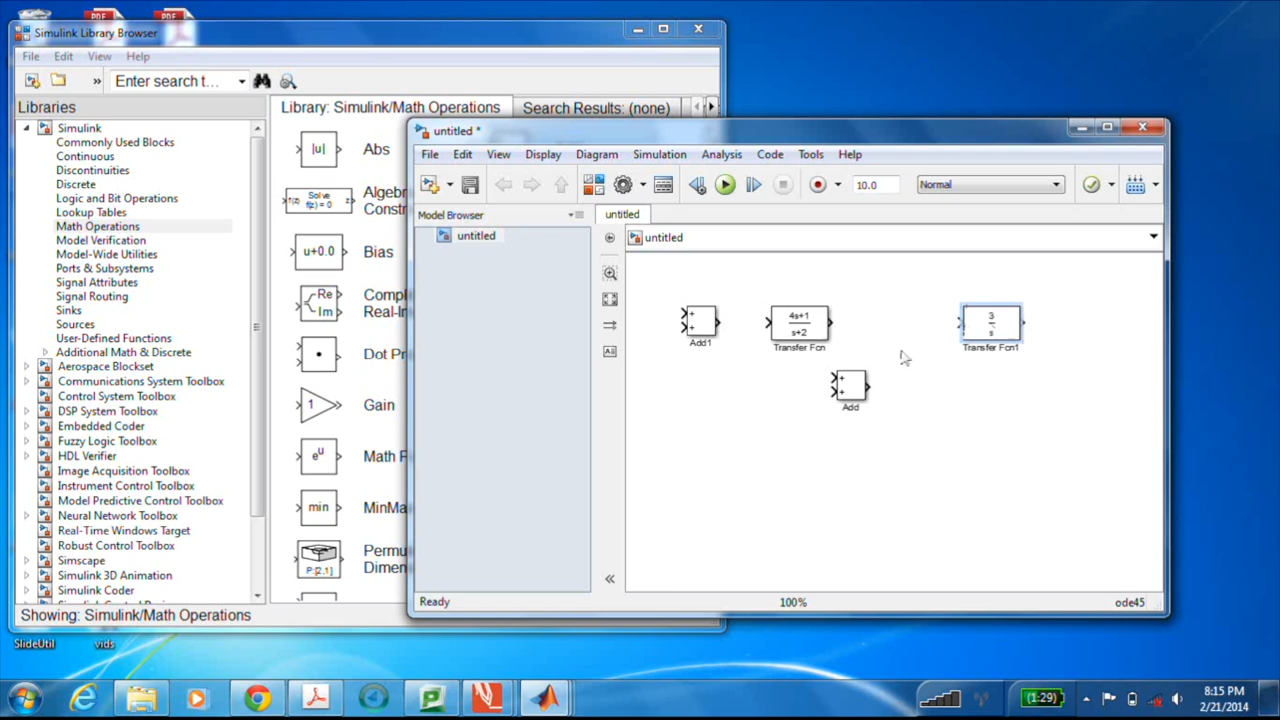 Simulink Library Browser
File Edit View Help
» Enter search t...
Libraries
Simulink
Commonly Used Blocks
Continuous
Discontinuities
Discrete
Logic and Bit Operations
Lookup Tables
Math Operations
Model Verification
Model-Wide Utilities
Ports & Subsystems
Signal Attributes
Signal Routing
Sinks
Sources
User-Defined Functions
Additional Math & Discrete
Aerospace Blockset
Communications System Toolbox
Control System Toolbox
DSP System Toolbox
Embedded Coder
Fuzzy Logic Toolbox
HDL Verifier
Image Acquisition Toolbox
Instrument Control Toolbox
Model Predictive Control Toolbox
Neural Network Toolbox
Real-Time Windows Target
Robust Control Toolbox
Simscape
Simulink 3D Animation
Simulink Coder
Showing: Simulink/Math Operations
Library: Simulink/Math Operations
Search Results: (none)
|u| Abs
Solve
f(z) = 0
f(z) z
Algeb
Constr
u+0.0 Bias
Re
Im
Compl
Real-I
Dot Pr
1 Gain
e^u Math F
min MinMa
P:[2,1]
Permu
Dimen
untitled *
File Edit View Display Diagram Simulation Analysis Code Tools Help
10.0 Normal
Model Browser
untitled
untitled
untitled
+
+
Add1
4s+1
s+2
Transfer Fcn
3
s
Transfer Fcn1
+
+
Add
«
Ready 100% ode45
PDF
PDF
SlideUtil vids
(1:29)
8:15 PM
2/21/2014